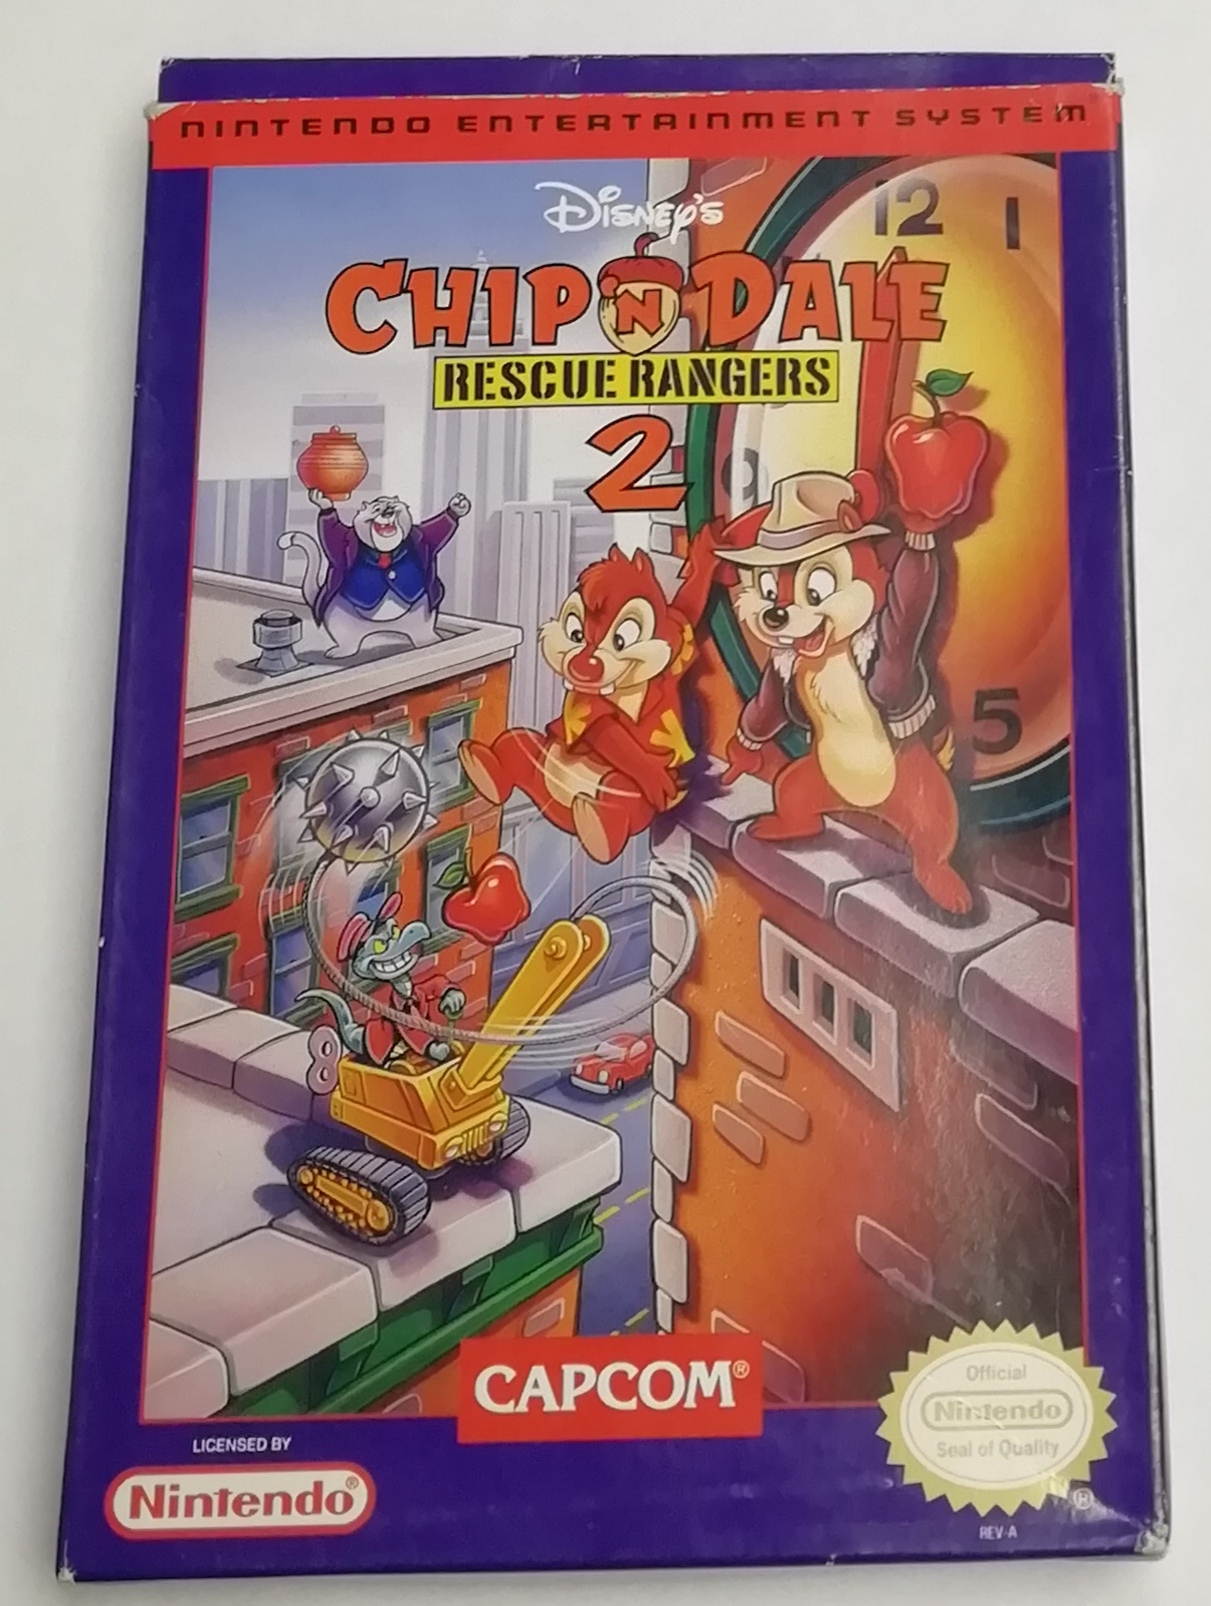 NINTENDO ENTERTAINMENT SYSTEM
DISNEY'S
CHIP 'N DALE
RESCUE RANGERS
2
12
1
9
5
CAPCOM®
LICENSED BY
Nintendo®
Official
Nintendo
Seal of Quality
®
REV-A